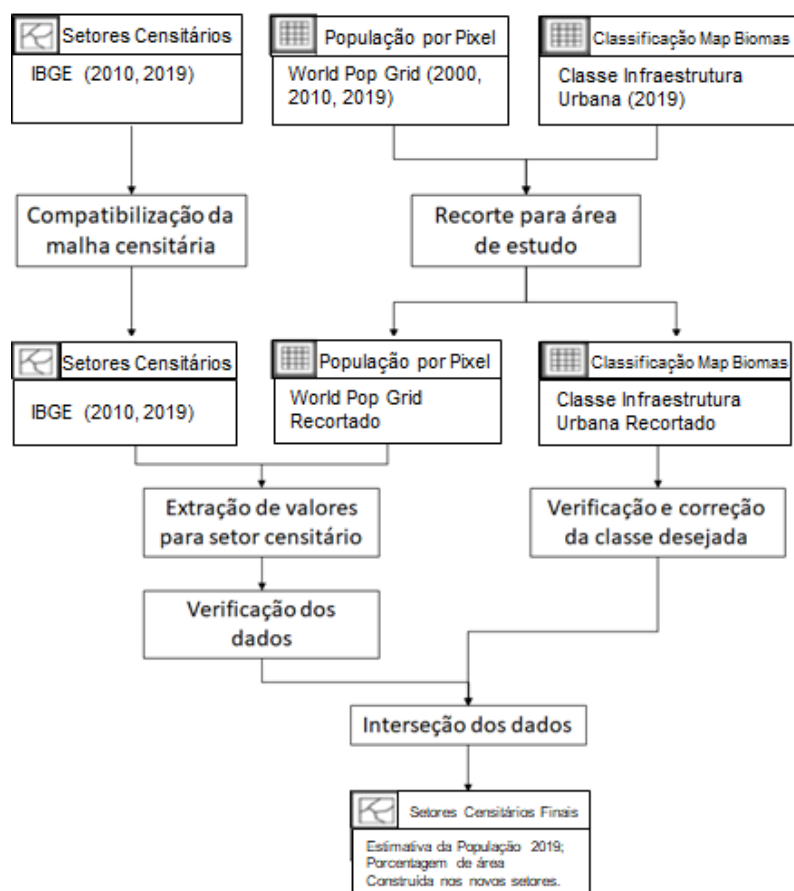 Setores Censitários
IBGE (2010, 2019)
População por Pixel
World Pop Grid (2000,
2010, 2019)
Classificação Map Biomas
Classe Infraestrutura
Urbana (2019)
Compatibilização da
malha censitária
Recorte para área
de estudo
Setores Censitários
IBGE (2010, 2019)
População por Pixel
World Pop Grid
Recortado
Classificação Map Biomas
Classe Infraestrutura
Urbana Recortado
Extração de valores
para setor censitário
Verificação e correção
da classe desejada
Verificação dos
dados
Interseção dos dados
Setores Censitários Finais
Estimativa da População 2019;
Porcentagem de área
Construída nos novos setores.